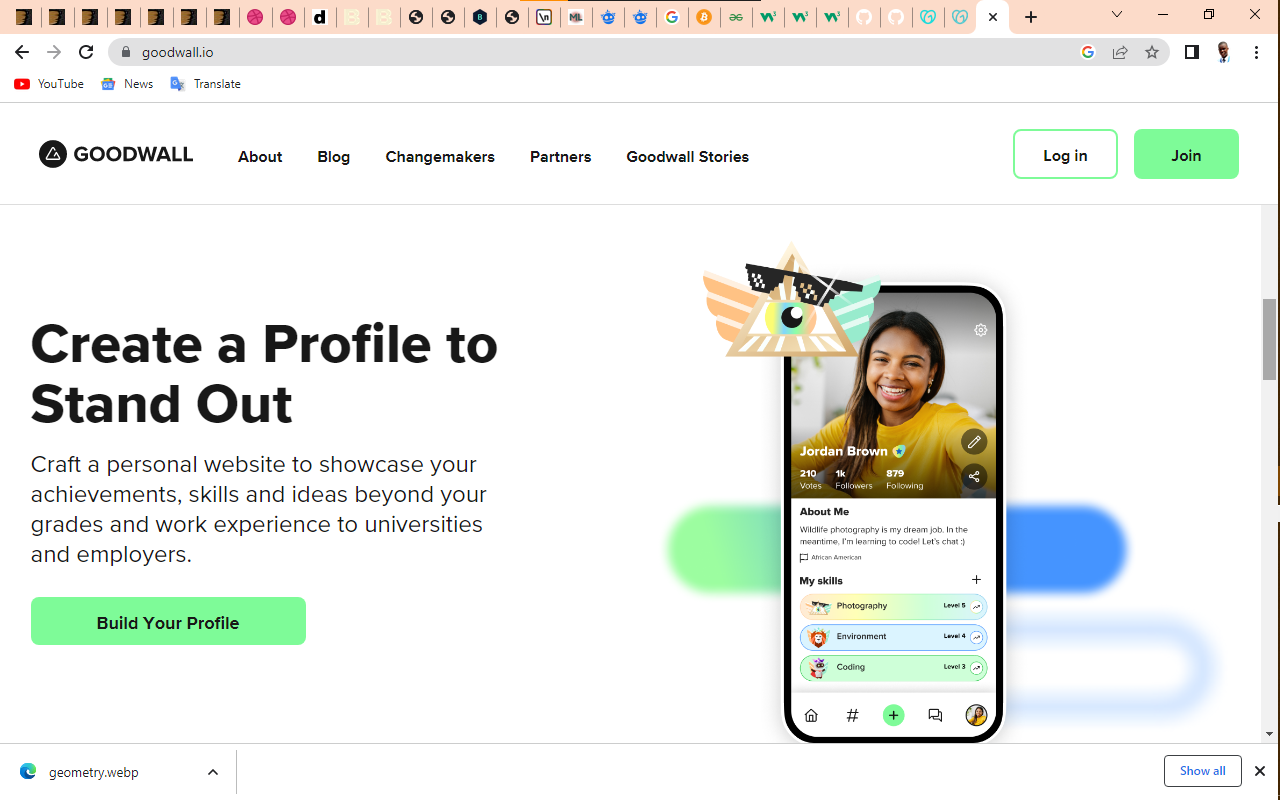 goodwall.io
YouTube
News
Translate
GOODWALL
About
Blog
Changemakers
Partners
Goodwall Stories
Log in
Join
Create a Profile to
Stand Out
Craft a personal website to showcase your
achievements, skills and ideas beyond your
grades and work experience to universities
and employers.
Build Your Profile
Jordan Brown
210
1k
879
Votes
Followers
Following
About Me
Wildlife photography is my dream job. In the
meantime, I'm learning to code! Let's chat :)
African American
My skills
Photography
Level 5
Environment
Level 4
Coding
Level 3
geometry.webp
Show all